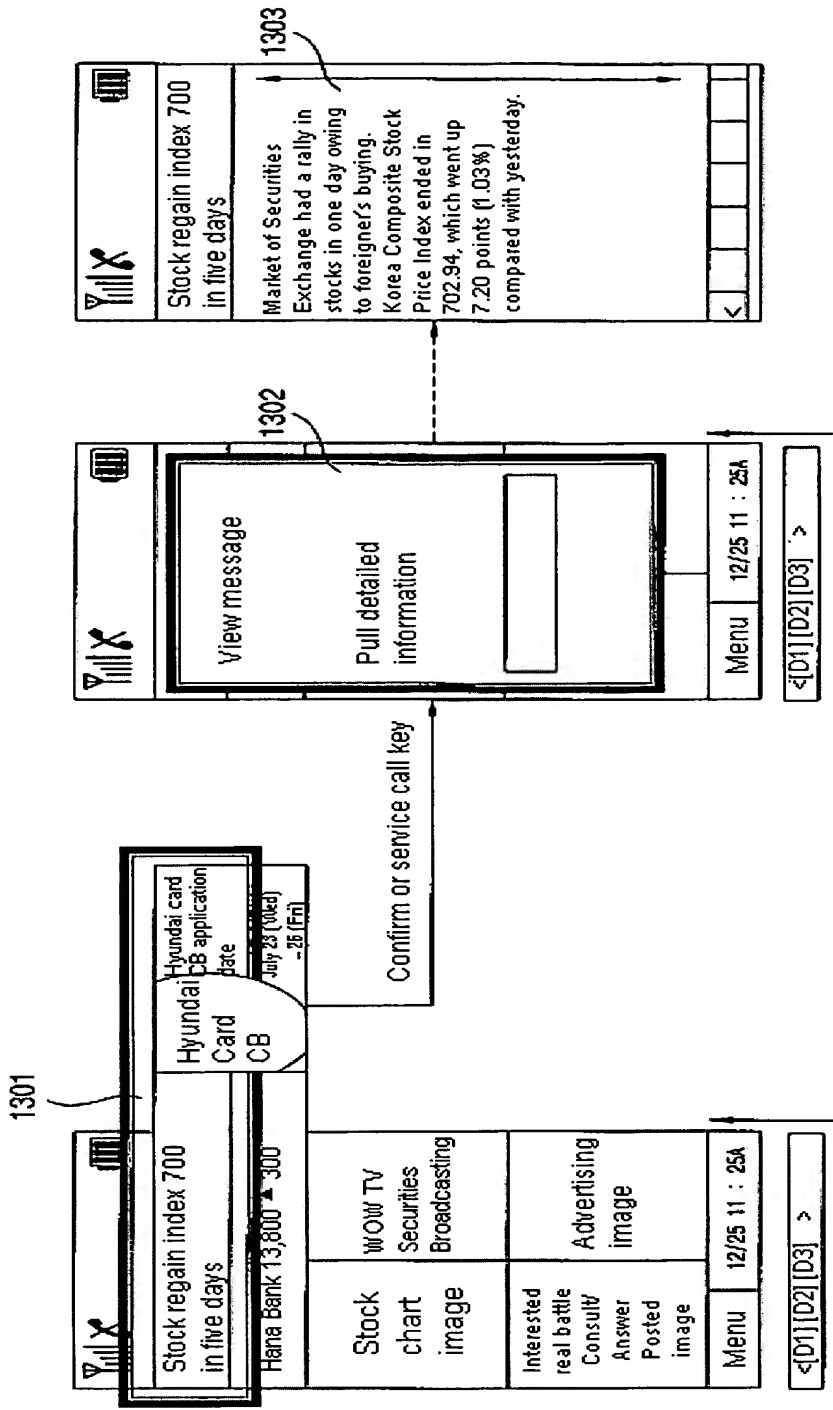 1301
Stock regain index 700
in five days
Hyundai
Card
CB
Hyundai card
CB application
date
July 23 (Wed)
~ 25 (Fri)
Hana Bank 13,800 ▲ 300
Stock
chart
image
WOW TV
Securities
Broadcasting
Interested
real battle
Consult/
Answer
Posted
image
Advertising
image
Menu
12/25 11 : 25A
<[D1][D2][D3] >
Confirm or service call key
1302
View message
Pull detailed
information
Menu
12/25 11 : 25A
<[D1][D2][D3] >
1303
Stock regain index 700
in five days
Market of Securities
Exchange had a rally in
stocks in one day owing
to foreigner's buying.
Korea Composite Stock
Price Index ended in
702.94, which went up
7.20 points (1.03%)
compared with yesterday.
<